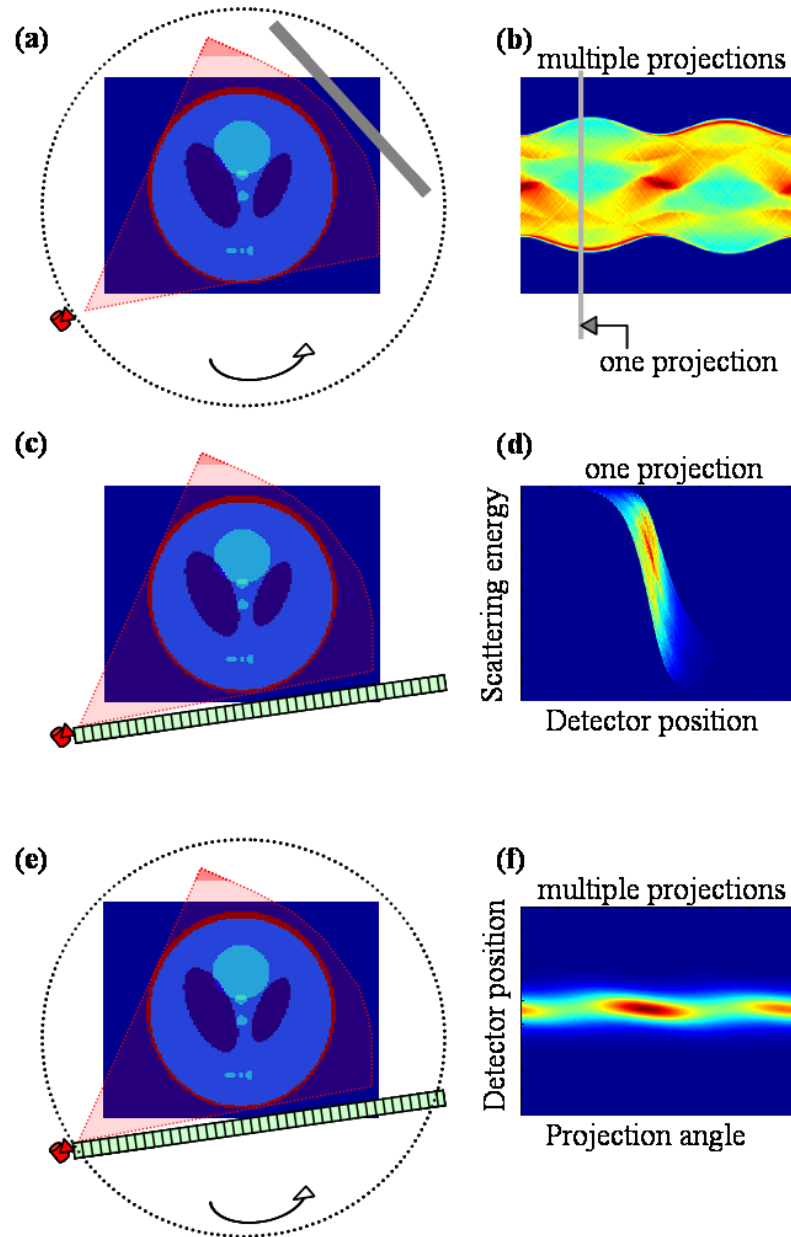 (a)
(b)
multiple projections
one projection
(c)
(d)
one projection
Scattering energy
Detector position
(e)
(f)
multiple projections
Detector position
Projection angle